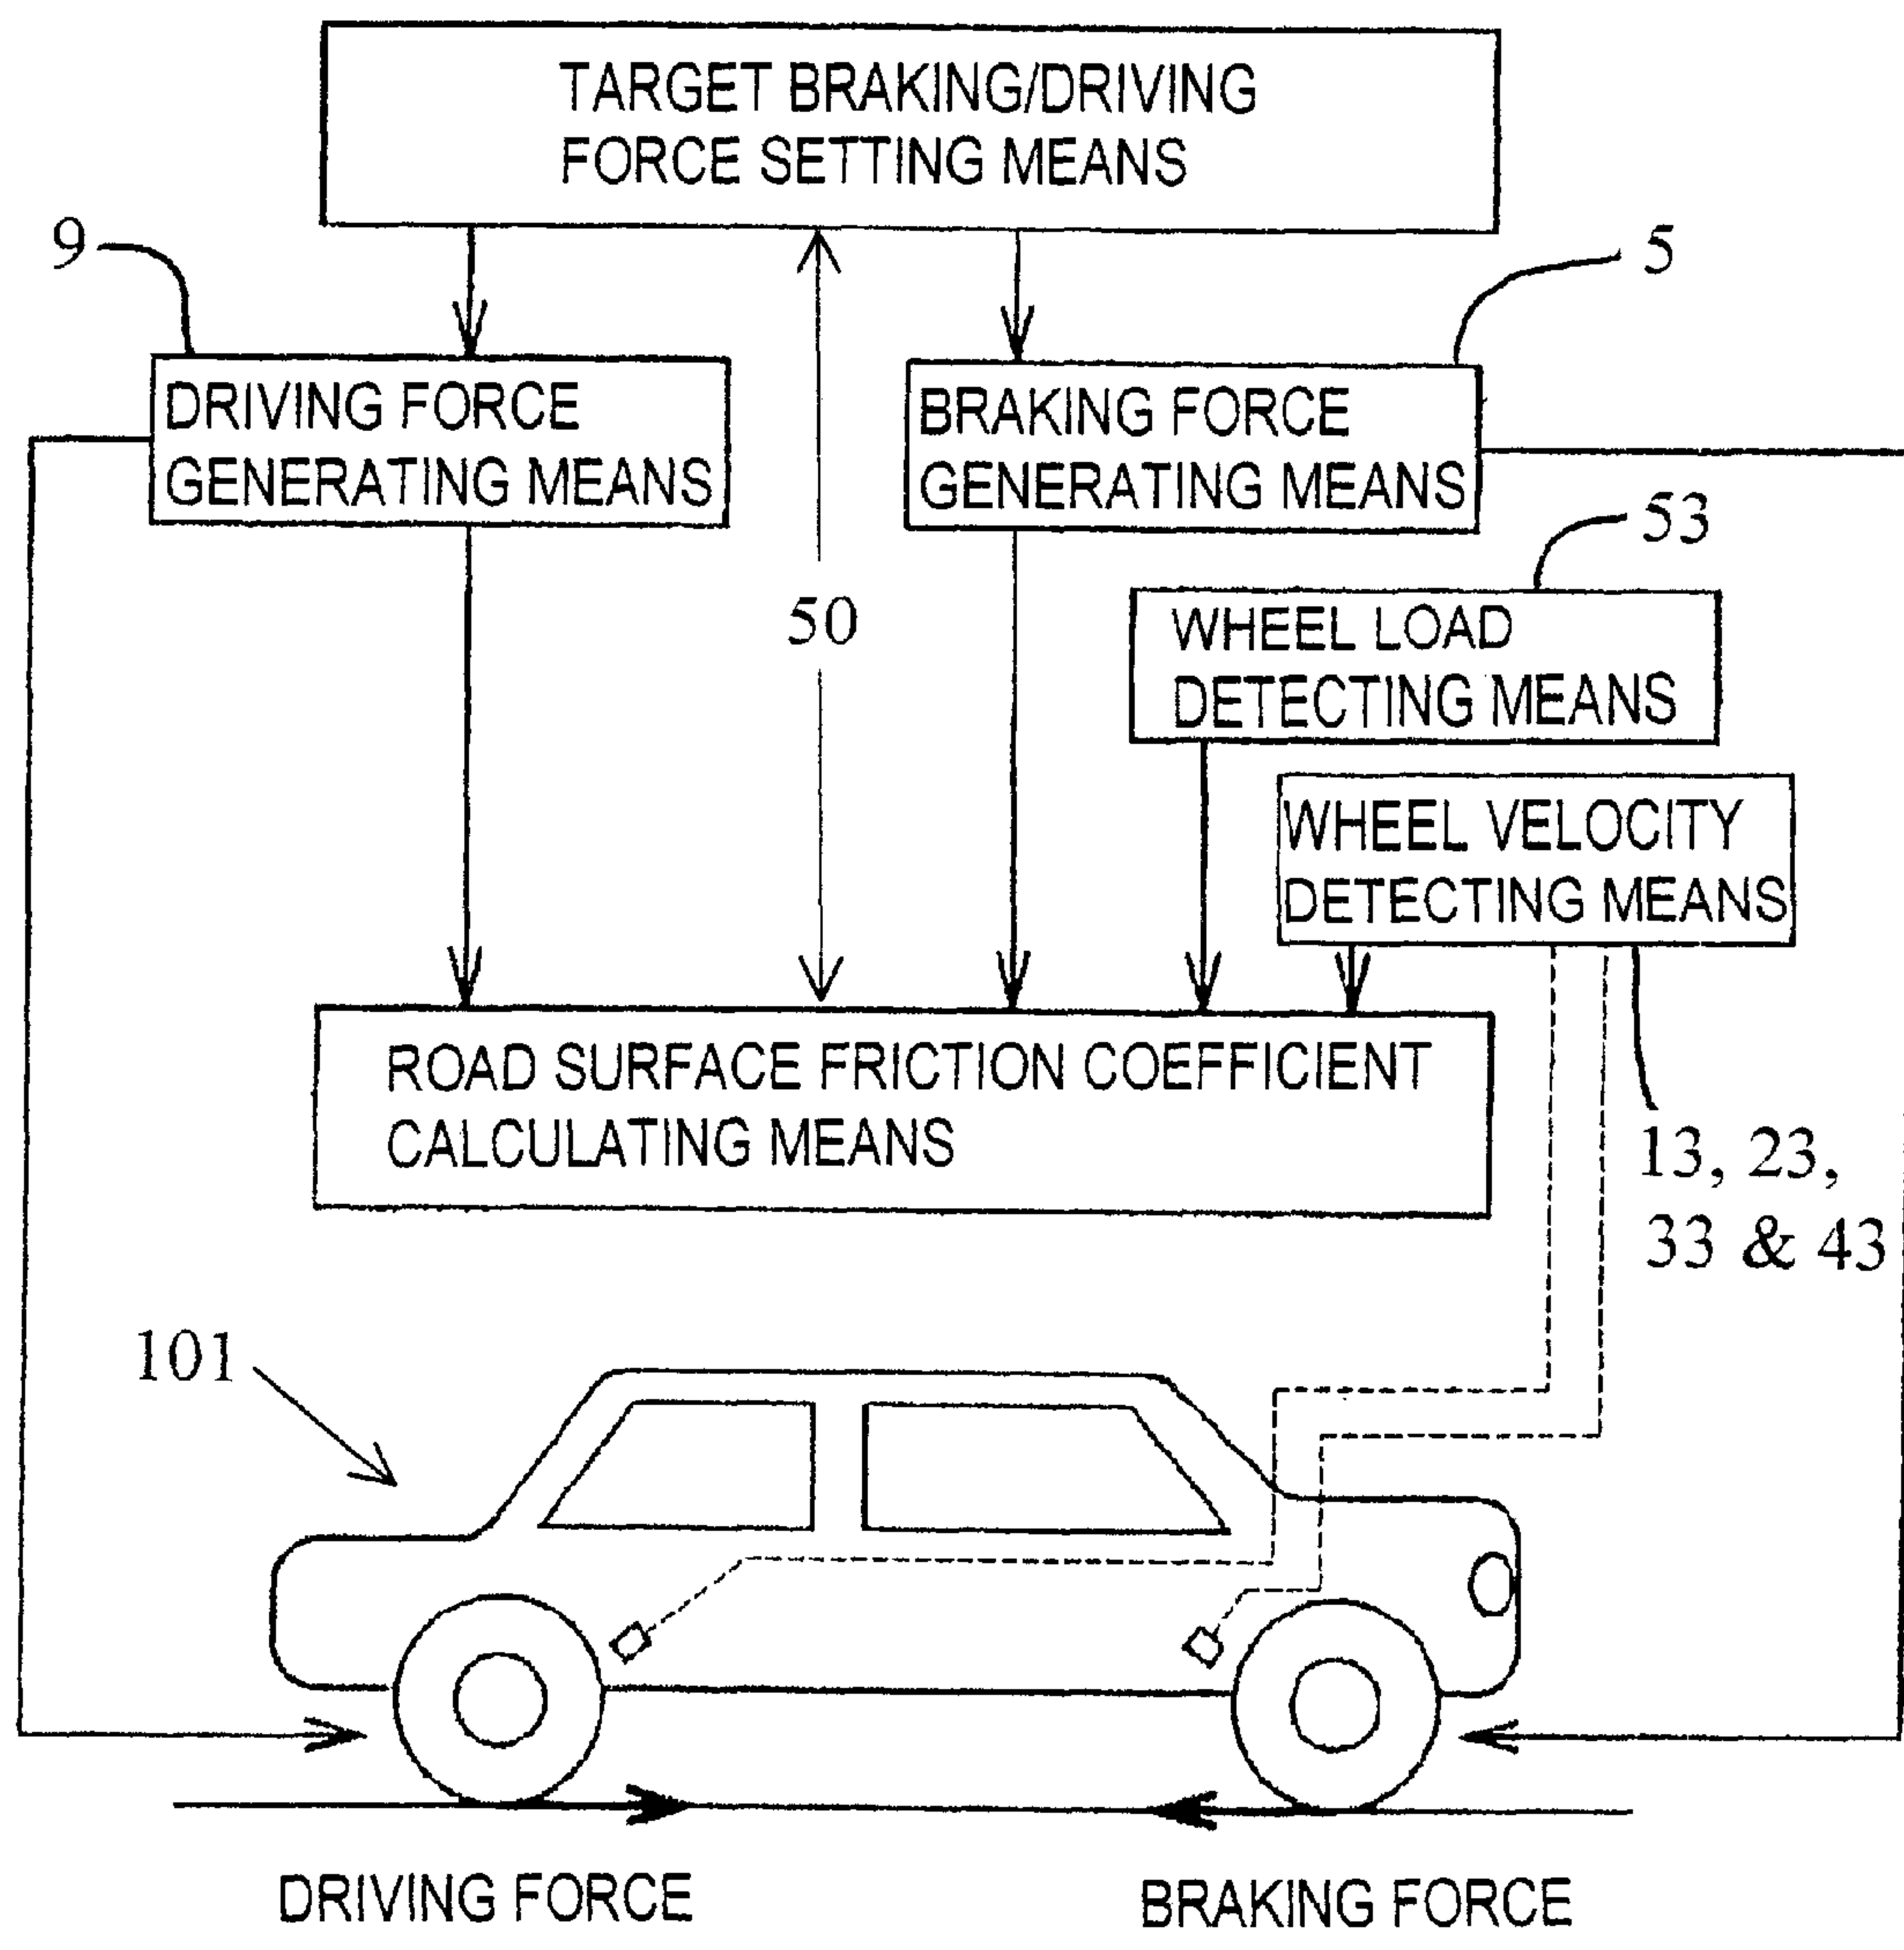 TARGET BRAKING/DRIVING
FORCE SETTING MEANS
9
5
DRIVING FORCE
GENERATING MEANS
BRAKING FORCE
GENERATING MEANS
53
50
WHEEL LOAD
DETECTING MEANS
WHEEL VELOCITY
DETECTING MEANS
ROAD SURFACE FRICTION COEFFICIENT
CALCULATING MEANS
13, 23,
33 & 43
101
DRIVING FORCE
BRAKING FORCE